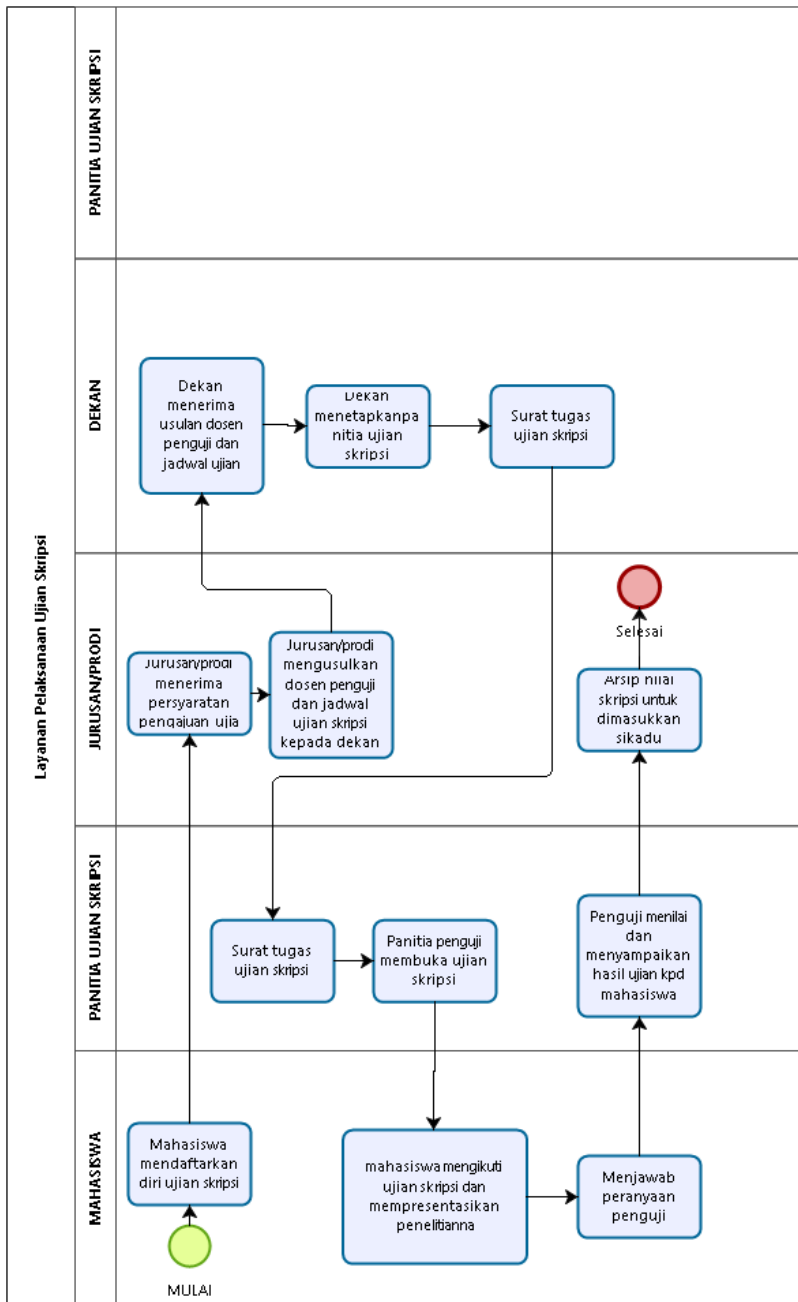 Layanan Pelaksanaan Ujian Skripsi
PANITIA UJIAN SKRIPSI
DEKAN
Dekan
menerima
usulan dosen
penguji dan
jadwal ujian
Dekan
menetapkanpa
nitia ujian
skripsi
Surat tugas
ujian skripsi
JURUSAN/PRODI
Jurusan/prodi
menerima
persyaratan
pengajuan ujia
Jurusan/prodi
mengusulkan
dosen penguji
dan jadwal
ujian skripsi
kepada dekan
Selesai
Arsip nilai
skripsi untuk
dimasukkan
sikadu
PANITIA UJIAN SKRIPSI
Surat tugas
ujian skripsi
Panitia penguji
membuka ujian
skripsi
Penguji menilai
dan
menyampaikan
hasil ujian kpd
mahasiswa
MAHASISWA
Mahasiswa
mendaftarkan
diri ujian skripsi
MULAI
mahasiswa mengikuti
ujian skripsi dan
mempresentasikan
penelitianna
Menjawab
peranyaan
penguji